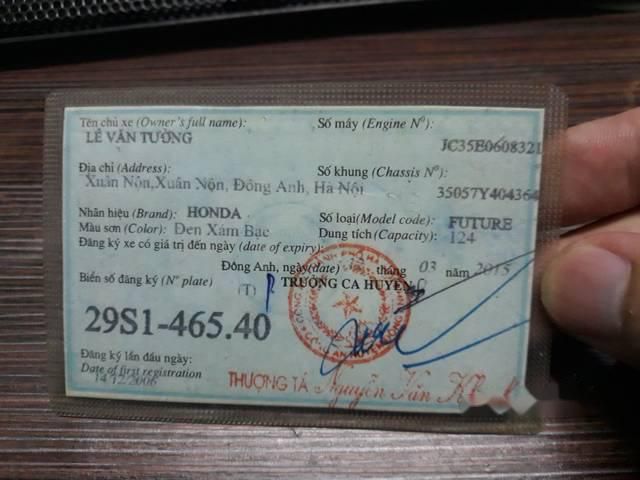 Tên chủ xe (Owner's full name):
LÊ VĂN TƯỜNG
Số máy (Engine Nº):
JC35E0608321
Địa chỉ (Address):
Xuân Nộn,Xuân Nộn, Đông Anh, Hà Nội
Số khung (Chassis Nº):
35057Y404364
Nhãn hiệu (Brand): HONDA
Số loại(Model code): FUTURE
Màu sơn (Color): Đen Xám Bạc
Dung tích (Capacity): 124
Đăng ký xe có giá trị đến ngày (date of expiry):
Đông Anh, ngày(date) tháng 03 năm 2015
Biển số đăng ký (Nº plate) (T)
TRƯỞNG CA HUYỆN
29S1-465.40
Đăng ký lần đầu ngày:
Date of first registration
14/12/2006
THƯỢNG TÁ Nguyễn Văn